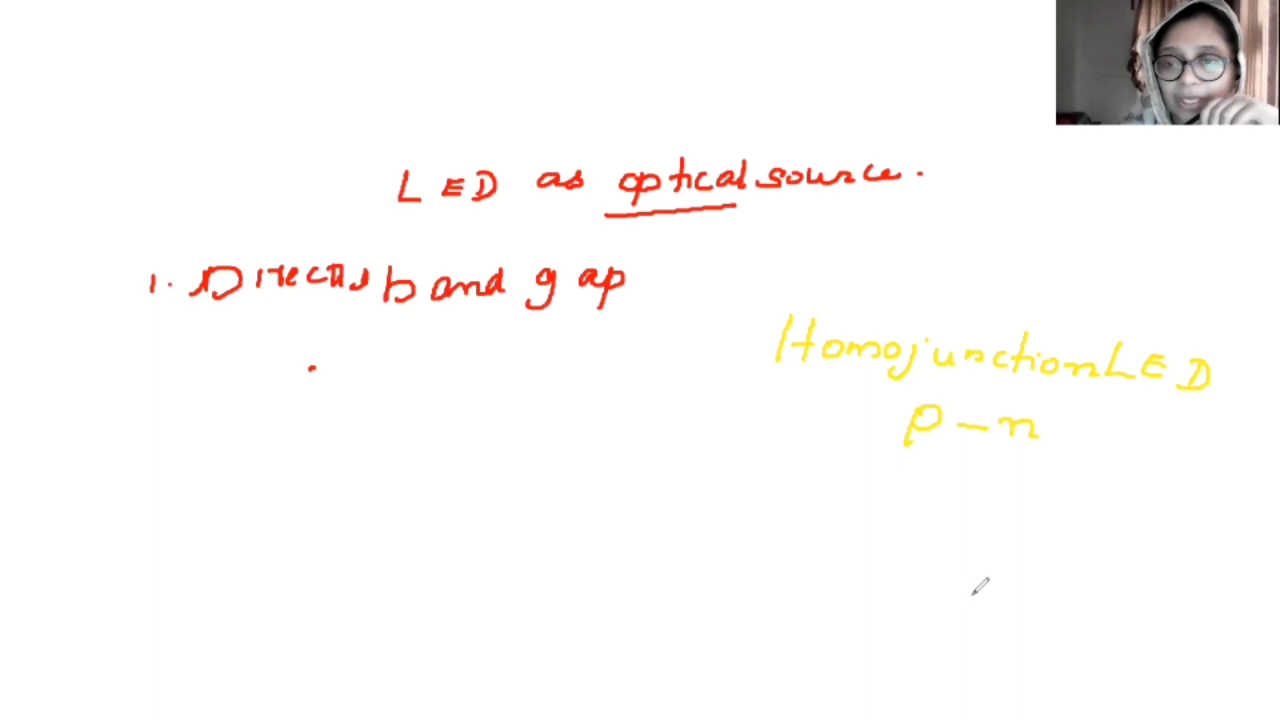 LED as optical source.
1. Direct band gap
Homojunction LED
p - n